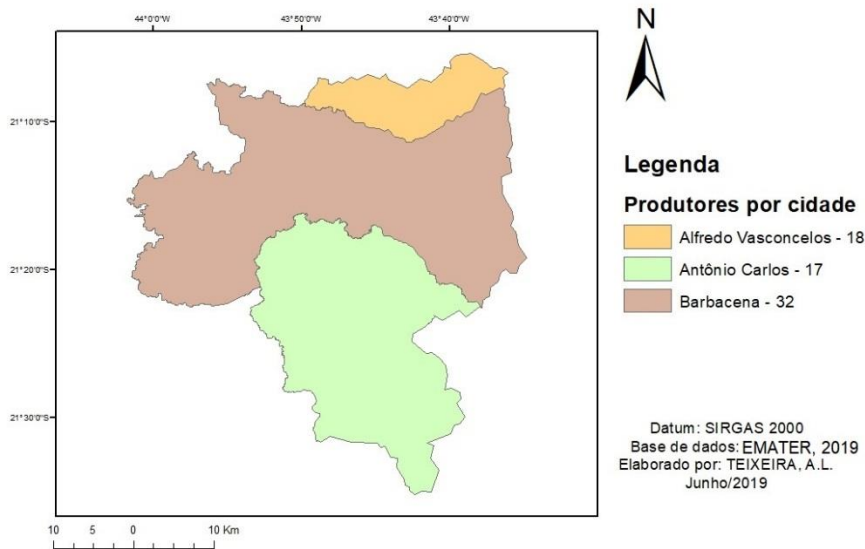 44°0'0"W 43°50'0"W 43°40'0"W
21°10'0"S
21°20'0"S
21°30'0"S
10 5 0 10 Km
N
Legenda
Produtores por cidade
Alfredo Vasconcelos - 18
Antônio Carlos - 17
Barbacena - 32
Datum: SIRGAS 2000
Base de dados: EMATER, 2019
Elaborado por: TEIXEIRA, A.L.
Junho/2019